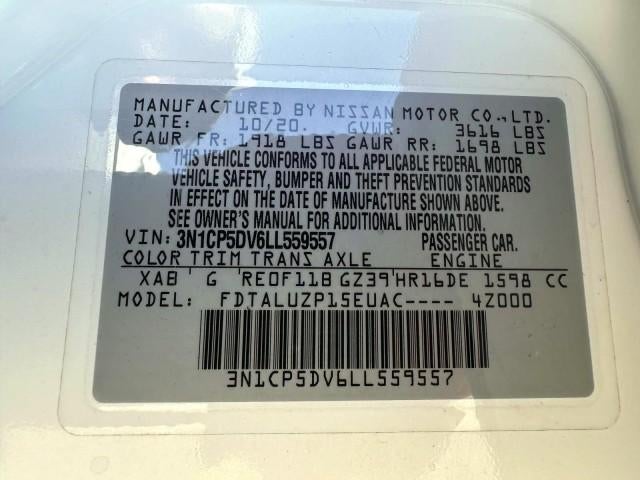 MANUFACTURED BY NISSAN MOTOR CO.,LTD.
DATE: 10/20. GVWR: 3616 LBS
GAWR FR: 1918 LBS GAWR RR: 1698 LBS
THIS VEHICLE CONFORMS TO ALL APPLICABLE FEDERAL MOTOR
VEHICLE SAFETY, BUMPER AND THEFT PREVENTION STANDARDS
IN EFFECT ON THE DATE OF MANUFACTURE SHOWN ABOVE.
SEE OWNER'S MANUAL FOR ADDITIONAL INFORMATION.
VIN: 3N1CP5DV6LL559557 PASSENGER CAR.
COLOR TRIM TRANS AXLE ENGINE
XAB G RE0F11B GZ39 HR16DE 1598 CC
MODEL: FDTALUZP15EUAC---- 4Z000
3N1CP5DV6LL559557